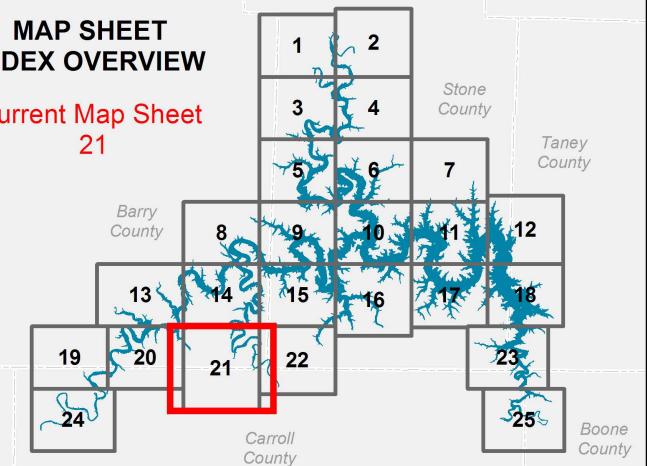 MAP SHEET
DEX OVERVIEW
urrent Map Sheet
21
1
2
Stone
County
3
4
Taney
County
5
6
7
Barry
County
8
9
10
11
12
13
14
15
16
17
18
19
20
21
22
23
24
25
Carroll
County
Boone
County